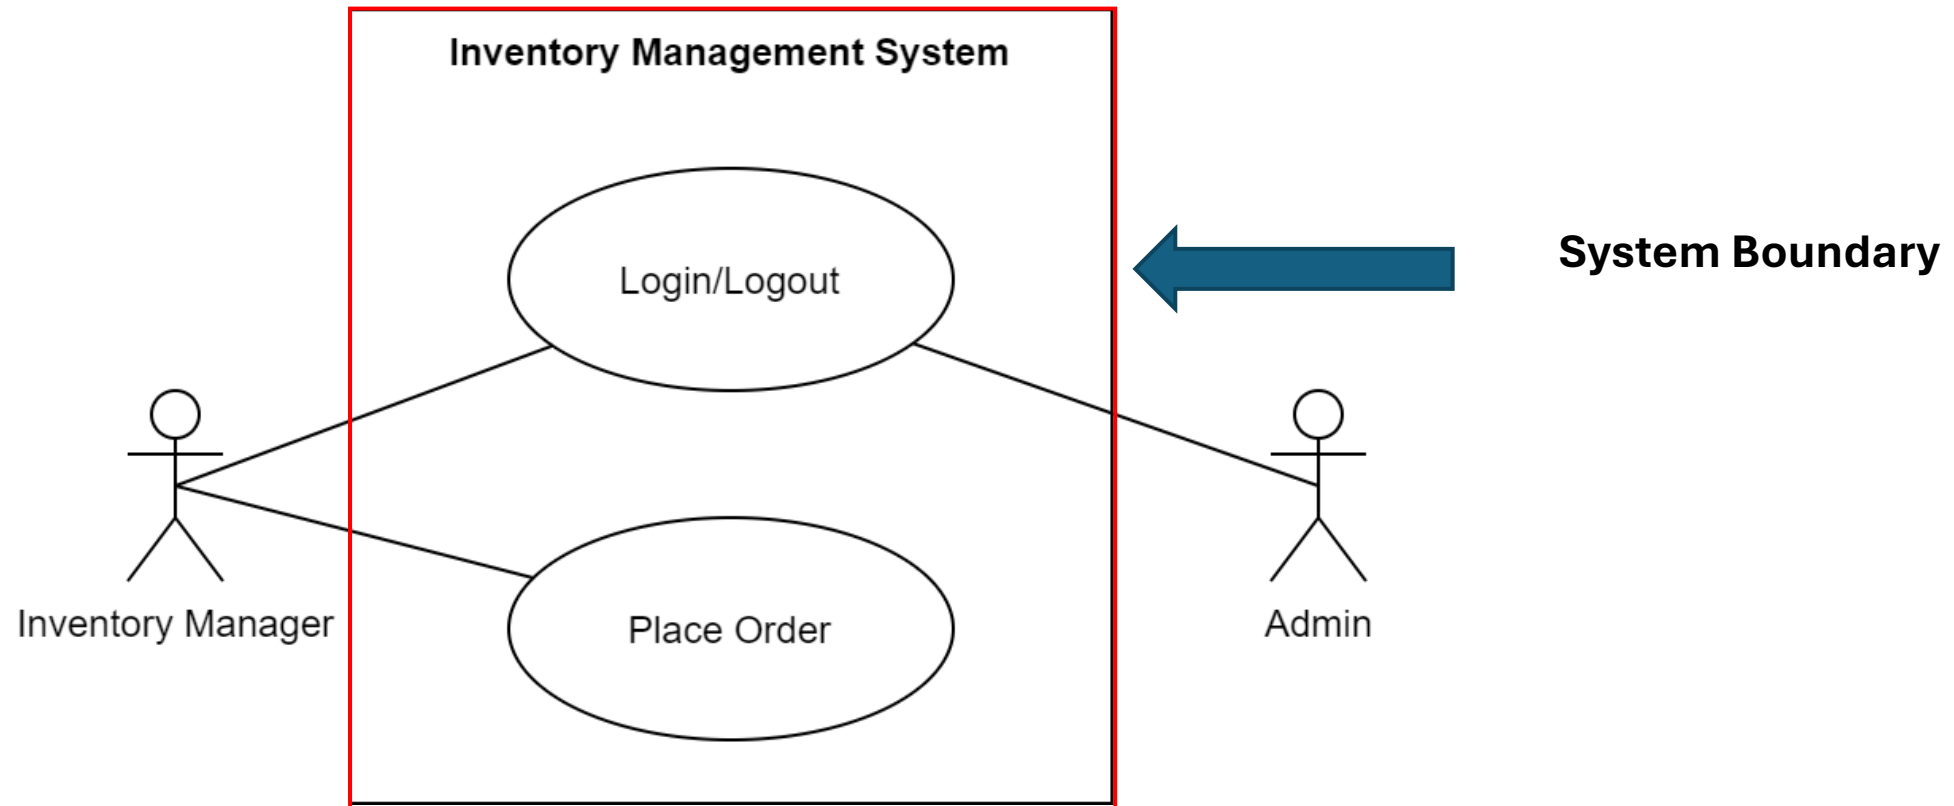 Inventory Management System
Login/Logout
System Boundary
Inventory Manager
Place Order
Admin